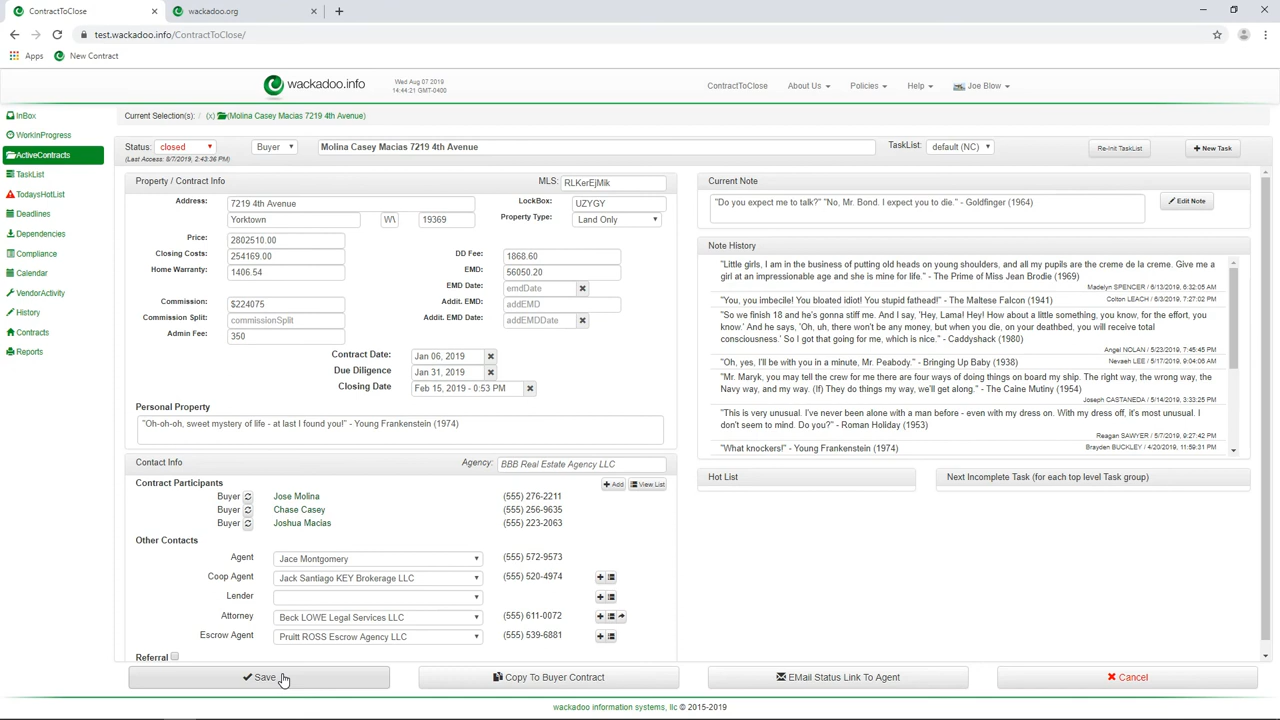 ContractToClose
wackadoo.org
test.wackadoo.info/ContractToClose/
Apps
New Contract
wackadoo.info
Wed Aug 07 2019
14:44:21 GMT-0400
ContractToClose
About Us
Policies
Help
Joe Blow
InBox
WorkInProgress
ActiveContracts
TaskList
TodaysHotList
Deadlines
Dependencies
Compliance
Calendar
VendorActivity
History
Contracts
Reports
Current Selection(s): / (x) (Molina Casey Macias 7219 4th Avenue)
Status: closed
Buyer
Molina Casey Macias 7219 4th Avenue
TaskList: default (NC)
Re-Init TaskList
New Task
(Last Access: 8/7/2019, 2:43:36 PM)
Property / Contract Info
MLS: RLKerEjMik
Address: 7219 4th Avenue
LockBox: UZYGY
Yorktown
WV
19369
Property Type: Land Only
Price: 2802510.00
Closing Costs: 254169.00
DD Fee: 1868.60
Home Warranty: 1406.54
EMD: 56050.20
EMD Date: emdDate
Commission: $224075
Addit. EMD: addEMD
Commission Split: commissionSplit
Addit. EMD Date: addEMDDate
Admin Fee: 350
Contract Date: Jan 06, 2019
Due Diligence Jan 31, 2019
Closing Date Feb 15, 2019 - 0:53 PM
Personal Property
"Oh-oh-oh, sweet mystery of life - at last I found you!" - Young Frankenstein (1974)
Contact Info
Agency: BBB Real Estate Agency LLC
Contract Participants
Add
View List
Buyer Jose Molina (555) 276-2211
Buyer Chase Casey (555) 256-9635
Buyer Joshua Macias (555) 223-2063
Other Contacts
Agent Jace Montgomery (555) 572-9573
Coop Agent Jack Santiago KEY Brokerage LLC (555) 520-4974
Lender
Attorney Beck LOWE Legal Services LLC (555) 611-0072
Escrow Agent Pruitt ROSS Escrow Agency LLC (555) 539-6881
Referral
Current Note
"Do you expect me to talk?" "No, Mr. Bond. I expect you to die." - Goldfinger (1964)
Edit Note
Note History
"Little girls, I am in the business of putting old heads on young shoulders, and all my pupils are the creme de la creme. Give me a
girl at an impressionable age and she is mine for life." - The Prime of Miss Jean Brodie (1969)
Madelyn SPENCER / 6/13/2019, 6:32:05 AM
"You, you imbecile! You bloated idiot! You stupid fathead!" - The Maltese Falcon (1941)
Colton LEACH / 6/3/2019, 7:27:02 AM
"So we finish 18 and he's gonna stiff me. And I say, 'Hey, Lama! Hey! How about a little something, you know, for the effort, you
know.' And he says, 'Oh, uh, there won't be any money, but when you die, on your deathbed, you will receive total
consciousness.' So I got that going for me, which is nice." - Caddyshack (1980)
Angel NOLAN / 5/23/2019, 7:45:45 PM
"Oh, yes, I'll be with you in a minute, Mr. Peabody." - Bringing Up Baby (1938)
Nevaeh LEE / 5/17/2019, 9:04:06 AM
"Mr. Maryk, you may tell the crew for me there are four ways of doing things on board my ship. The right way, the wrong way, the
Navy way, and my way. (If) They do things my way, we'll get along." - The Caine Mutiny (1954)
Joseph CASTANEDA / 5/14/2019, 3:33:25 PM
"This is very unusual. I've never been alone with a man before - even with my dress on. With my dress off, it's most unusual. I
don't seem to mind. Do you?" - Roman Holiday (1953)
Reagan SAWYER / 5/7/2019, 9:27:42 PM
"What knockers!" - Young Frankenstein (1974)
Brayden BUCKLEY / 4/20/2019, 11:59:31 PM
Hot List
Next Incomplete Task (for each top level Task group)
Save
Copy To Buyer Contract
EMail Status Link To Agent
Cancel
wackadoo information systems, llc © 2015-2019